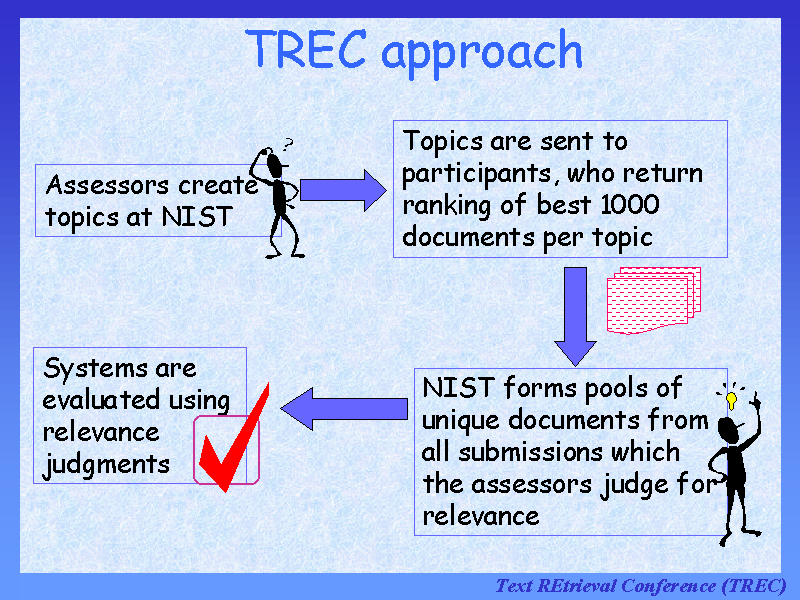 TREC approach
Assessors create
topics at NIST
?
Topics are sent to
participants, who return
ranking of best 1000
documents per topic
NIST forms pools of
unique documents from
all submissions which
the assessors judge for
relevance
Systems are
evaluated using
relevance
judgments
Text REtrieval Conference (TREC)